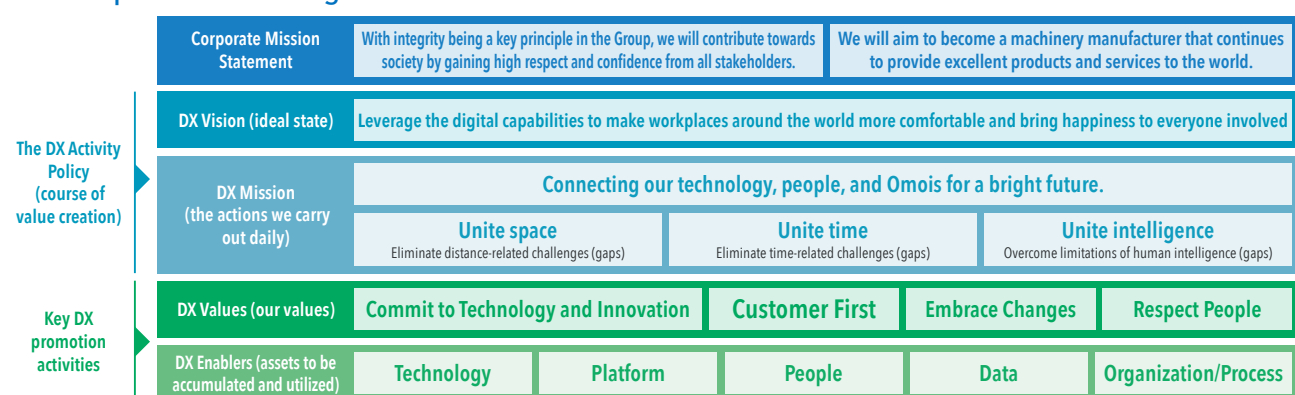 Corporate Mission
Statement
With integrity being a key principle in the Group, we will contribute towards
society by gaining high respect and confidence from all stakeholders.
We will aim to become a machinery manufacturer that continues
to provide excellent products and services to the world.
The DX Activity
Policy
(course of
value creation)
DX Vision (ideal state)
Leverage the digital capabilities to make workplaces around the world more comfortable and bring happiness to everyone involved
DX Mission
(the actions we carry
out daily)
Connecting our technology, people, and Omois for a bright future.
Unite space
Eliminate distance-related challenges (gaps)
Unite time
Eliminate time-related challenges (gaps)
Unite intelligence
Overcome limitations of human intelligence (gaps)
Key DX
promotion
activities
DX Values (our values)
Commit to Technology and Innovation
Customer First
Embrace Changes
Respect People
DX Enablers (assets to be
accumulated and utilized)
Technology
Platform
People
Data
Organization/Process